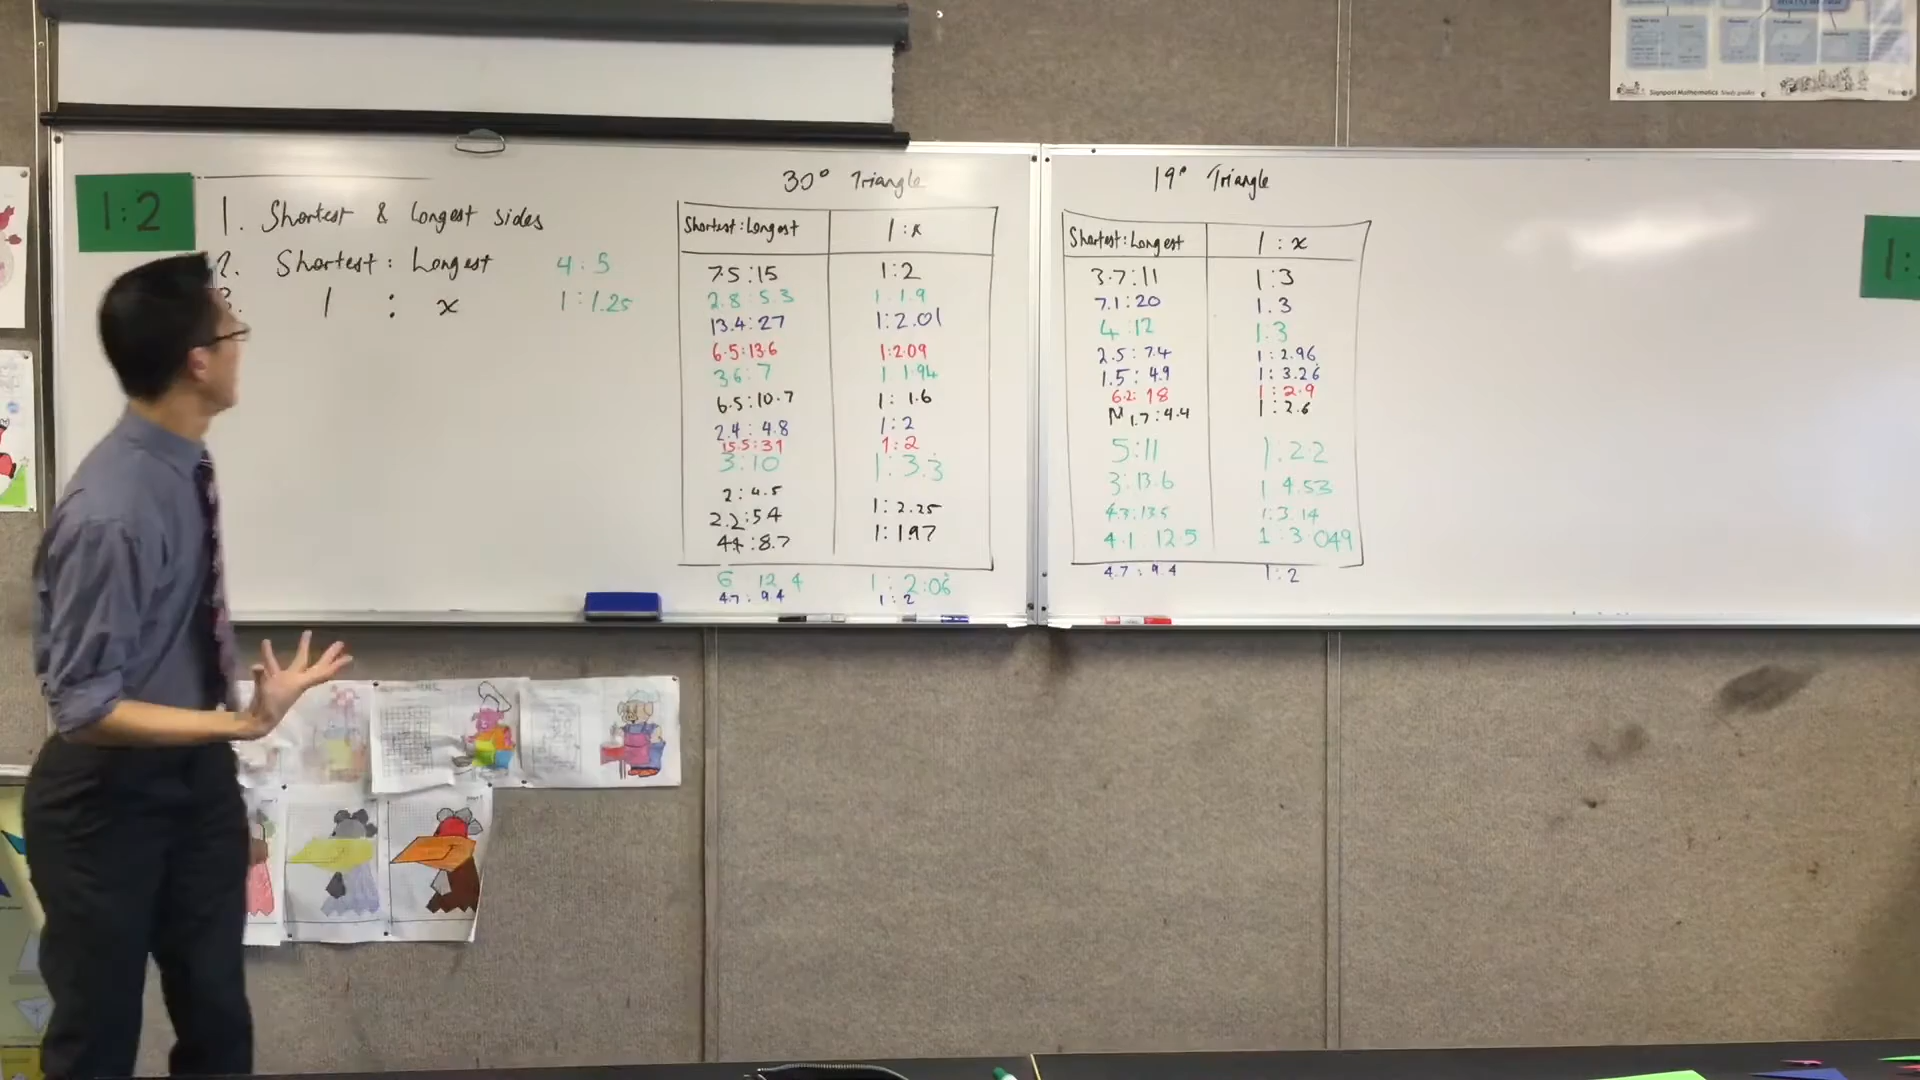 1:2
1. Shortest & Longest sides
2. Shortest : Longest 4:5
3. 1 : x 1:1.25
30° Triangle
Shortest:Longest 1:x
7.5:15 1:2
2.8:5.3 1 1.9
13.4:27 1:2.01
6.5:13.6 1:2.09
3.6:7 1 1.94
6.5:10.7 1:1.6
2.4:4.8 1:2
15.5:31 1:2
3:10 1:3.3
2:4.5 1:2.25
2.2:54
:8.7 1:1.97
6 12.4 1:2:06
4.7:9.4 1:2
19° Triangle
Shortest:Longest 1:x
3.7:11 1:3
7.1:20 1.3
4:12 1.3
2.5:7.4 1:2.96
1.5:4.9 1:3.26
6.2:18 1:2.9
1.7:4.4 1:2.6
5:11 1.2.2
3:13.6 1 4.53
4.3:13.5 1:3.14
4.1 12.5 1:3.049
4.7:9.4 1:2
1:
Signpost Mathematics